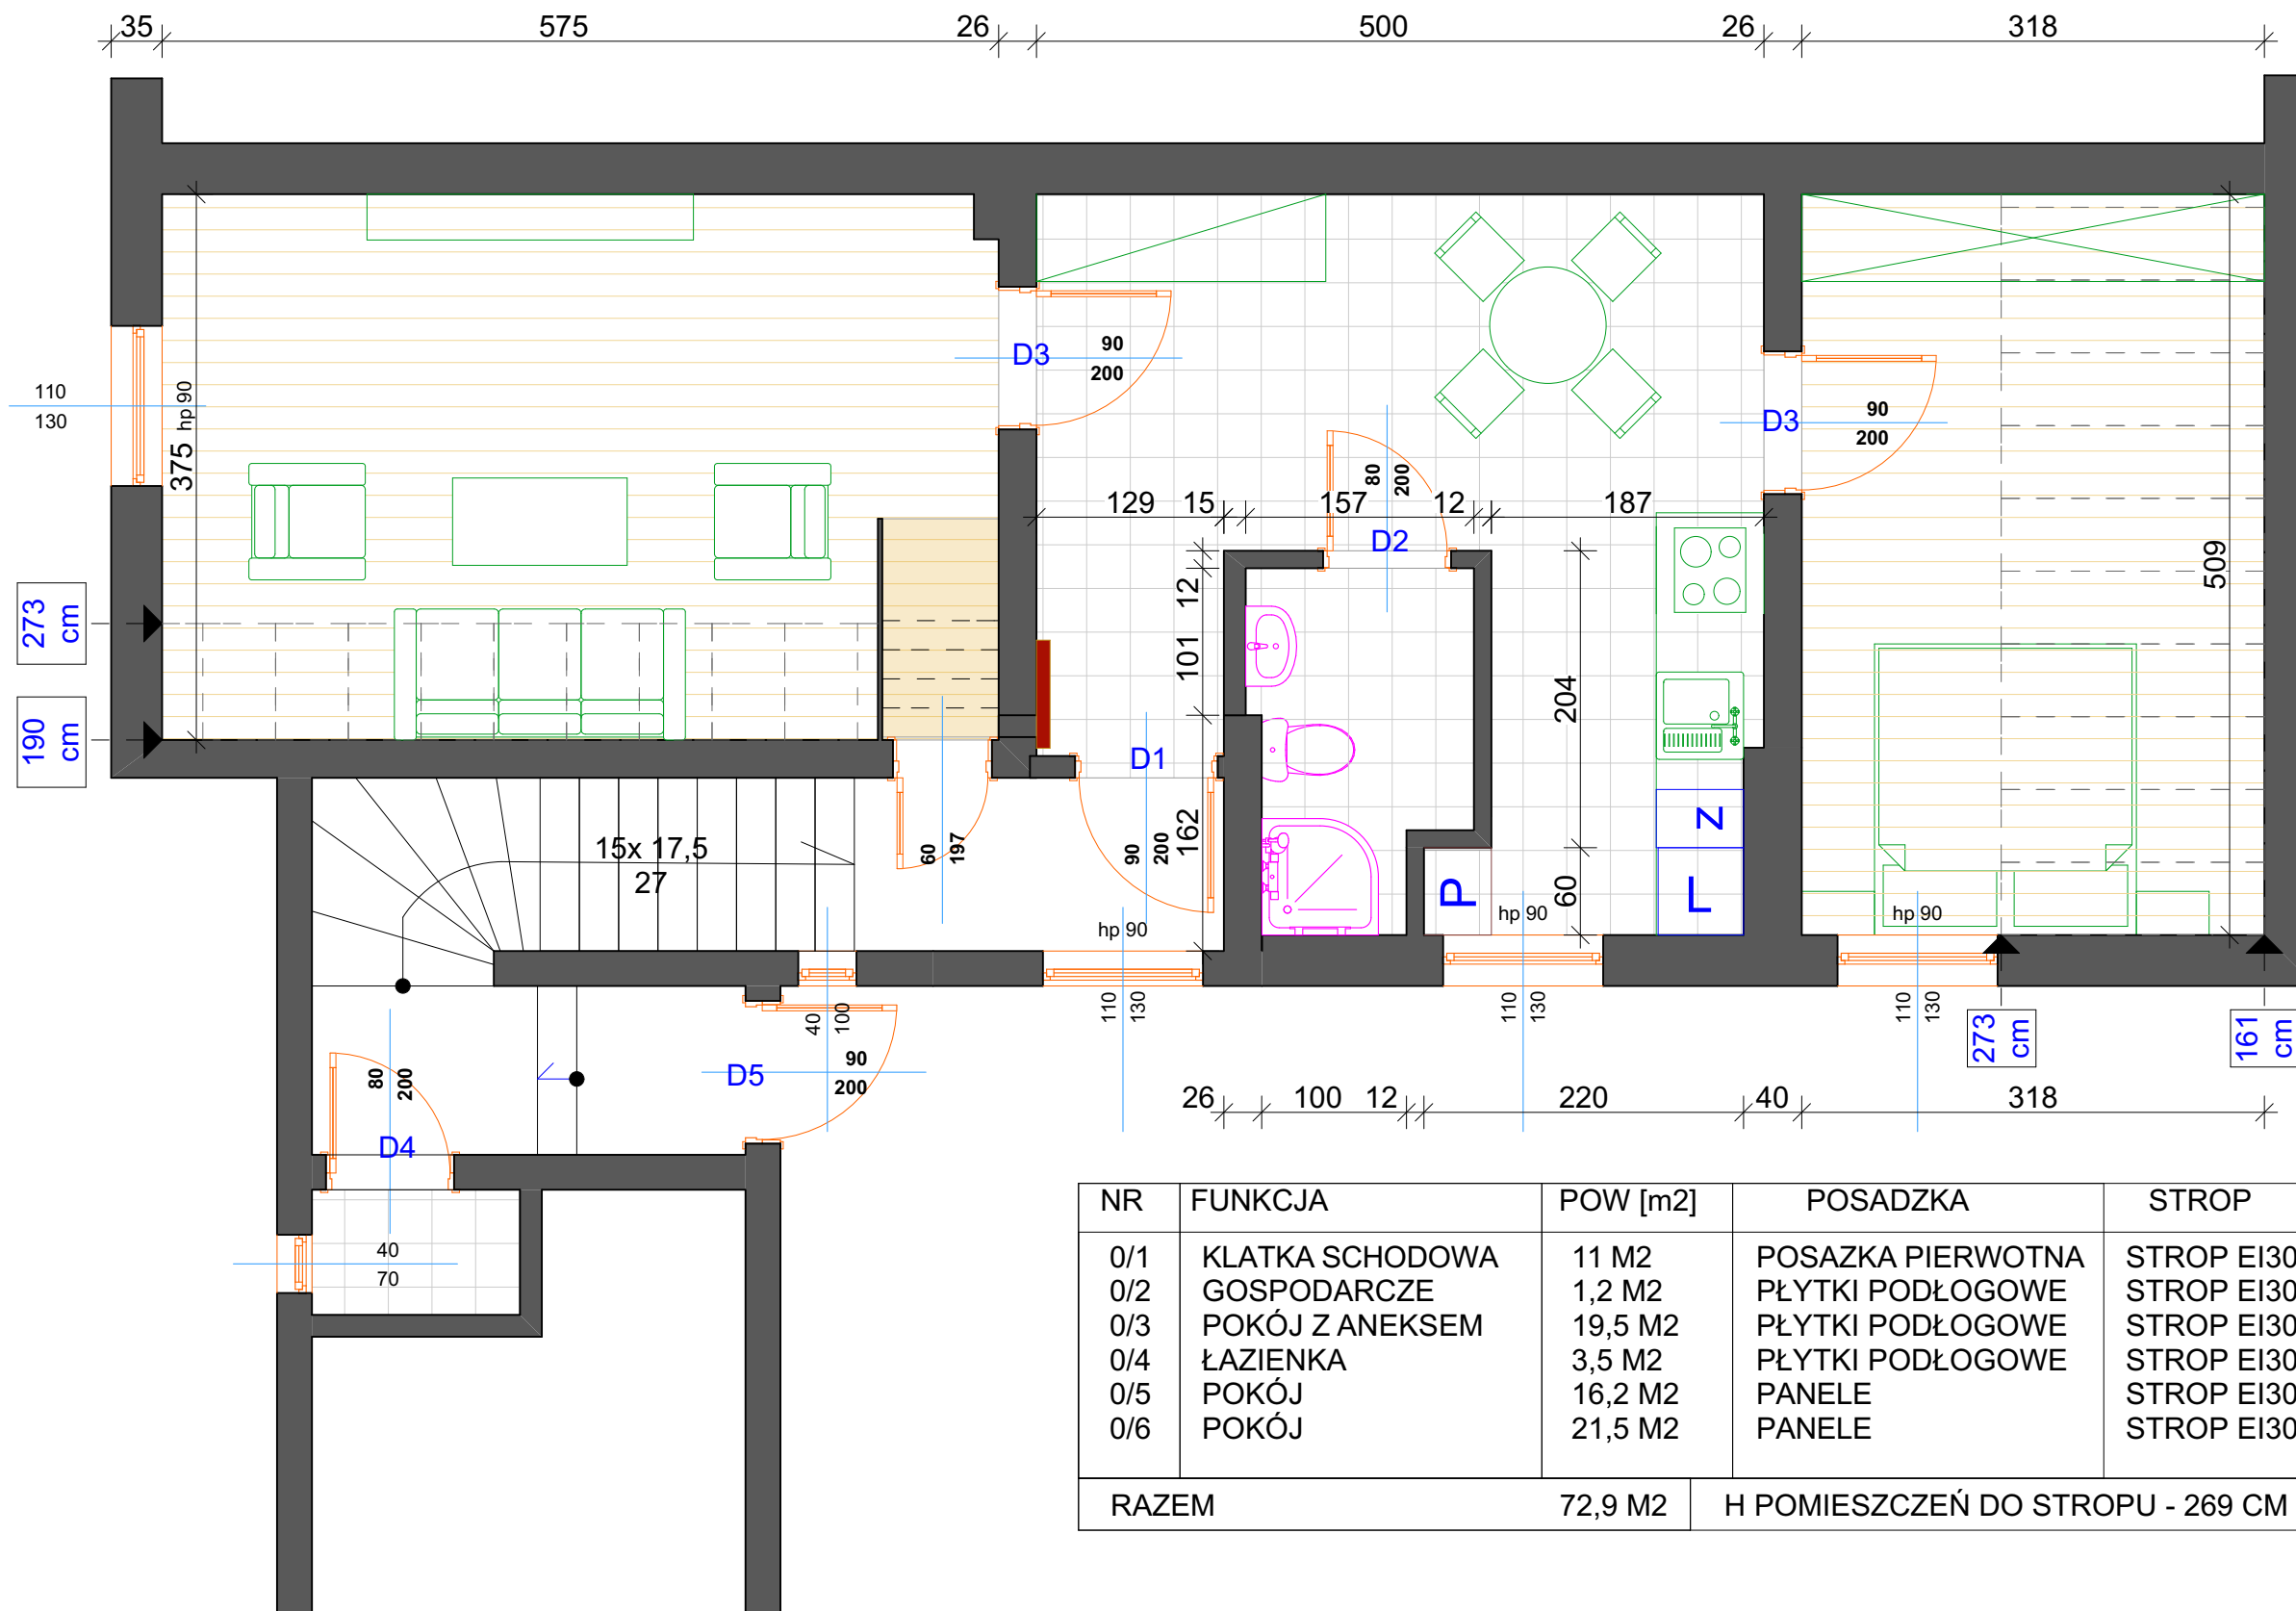 35
575
26
500
26
318
110
130
hp 90
375
D3
90
200
D3
90
200
80
200
129
15
157
12
187
D2
509
273
cm
190
cm
12
101
204
D1
162
60
Z
L
P
15x 17,5
27
60
197
90
200
hp 90
hp 90
hp 90
40
100
110
130
110
130
110
130
273
cm
161
cm
D5
90
200
80
200
D4
40
70
26
100
12
220
40
318
NR FUNKCJA POW [m2] POSADZKA STROP
0/1 KLATKA SCHODOWA 11 M2 POSAZKA PIERWOTNA STROP EI30
0/2 GOSPODARCZE 1,2 M2 PŁYTKI PODŁOGOWE STROP EI30
0/3 POKÓJ Z ANEKSEM 19,5 M2 PŁYTKI PODŁOGOWE STROP EI30
0/4 ŁAZIENKA 3,5 M2 PŁYTKI PODŁOGOWE STROP EI30
0/5 POKÓJ 16,2 M2 PANELE STROP EI30
0/6 POKÓJ 21,5 M2 PANELE STROP EI30
RAZEM 72,9 M2 H POMIESZCZEŃ DO STROPU - 269 CM